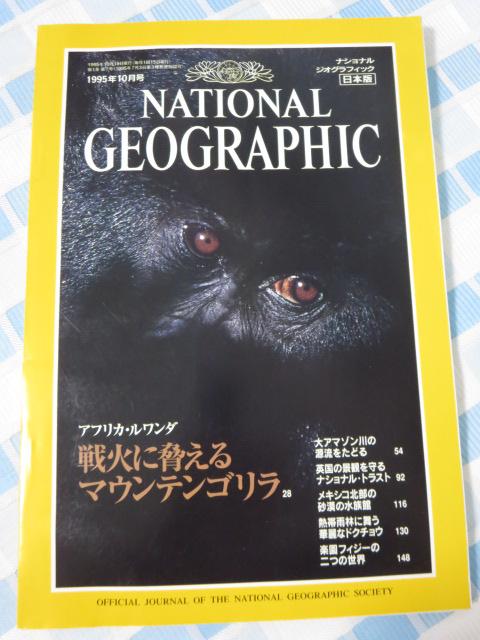 1995年10月号
ナショナル
ジオグラフィック
日本版
NATIONAL
GEOGRAPHIC
アフリカ・ルワンダ
戦火に脅える
マウンテンゴリラ 28
大アマゾン川の
源流をたどる 54
英国の景観を守る
ナショナル・トラスト 92
メキシコ北部の
砂漠の水族館 116
熱帯雨林に舞う
華麗なドクチョウ 130
楽園フィジーの
二つの世界 148
OFFICIAL JOURNAL OF THE NATIONAL GEOGRAPHIC SOCIETY